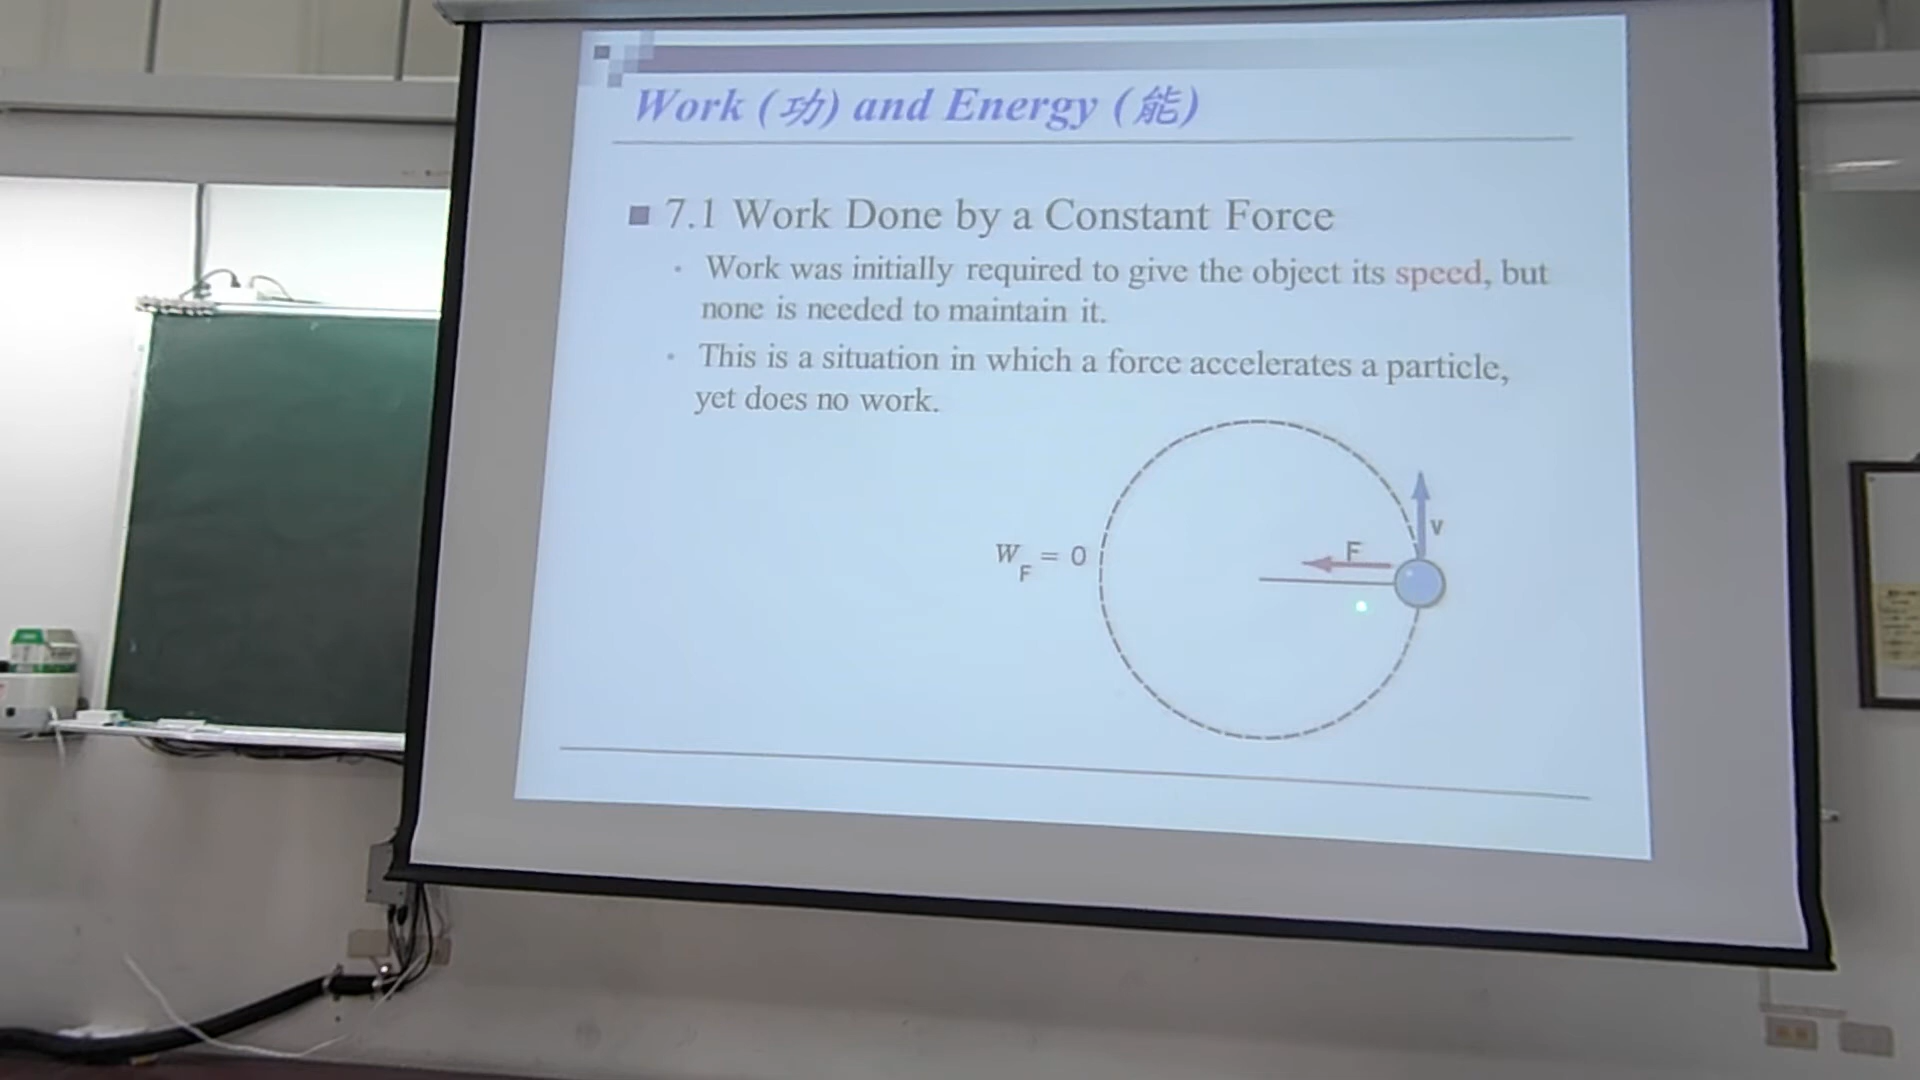 Work (功) and Energy (能)
7.1 Work Done by a Constant Force
Work was initially required to give the object its speed, but
none is needed to maintain it.
This is a situation in which a force accelerates a particle,
yet does no work.
v
F
W_F = 0